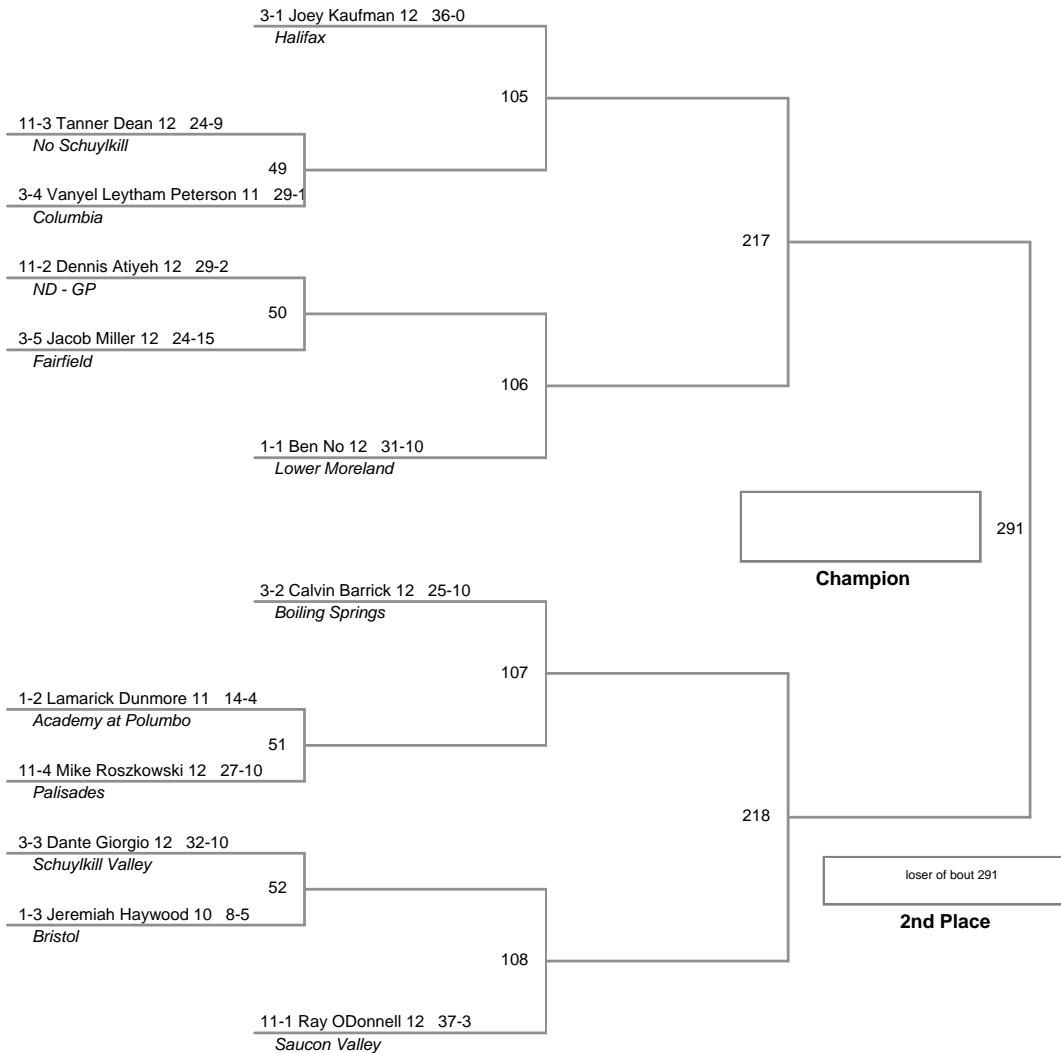 3-1 Joey Kaufman 12 36-0
Halifax
105
11-3 Tanner Dean 12 24-9
No Schuylkill
49
3-4 Vanyel Leytham Peterson 11 29-1
Columbia
217
11-2 Dennis Atiyeh 12 29-2
ND - GP
50
3-5 Jacob Miller 12 24-15
Fairfield
106
1-1 Ben No 12 31-10
Lower Moreland
291
Champion
3-2 Calvin Barrick 12 25-10
Boiling Springs
107
1-2 Lamarick Dunmore 11 14-4
Academy at Polumbo
51
11-4 Mike Roszkowski 12 27-10
Palisades
218
3-3 Dante Giorgio 12 32-10
Schuylkill Valley
52
loser of bout 291
1-3 Jeremiah Haywood 10 8-5
Bristol
2nd Place
108
11-1 Ray ODonnell 12 37-3
Saucon Valley